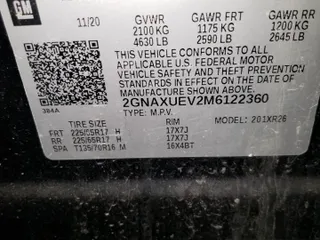 GM
11/20 GVWR GAWR FRT GAWR RR
2100 KG 1175 KG 1200 KG
4630 LB 2590 LB 2645 LB
THIS VEHICLE CONFORMS TO ALL
APPLICABLE U.S. FEDERAL MOTOR
VEHICLE SAFETY, BUMPER, AND THEFT
PREVENTION STANDARDS IN EFFECT ON THE DATE
OF MANUFACTURE SHOWN ABOVE.
2GNAXUEV2M6122360
TYPE: M.P.V. MODEL: 201XR26
384A
TIRE SIZE RIM
FRT 225/65R17 H 17X7J
RR 225/65R17 H 17X7J
SPA T135/70R16 M 16X4BT